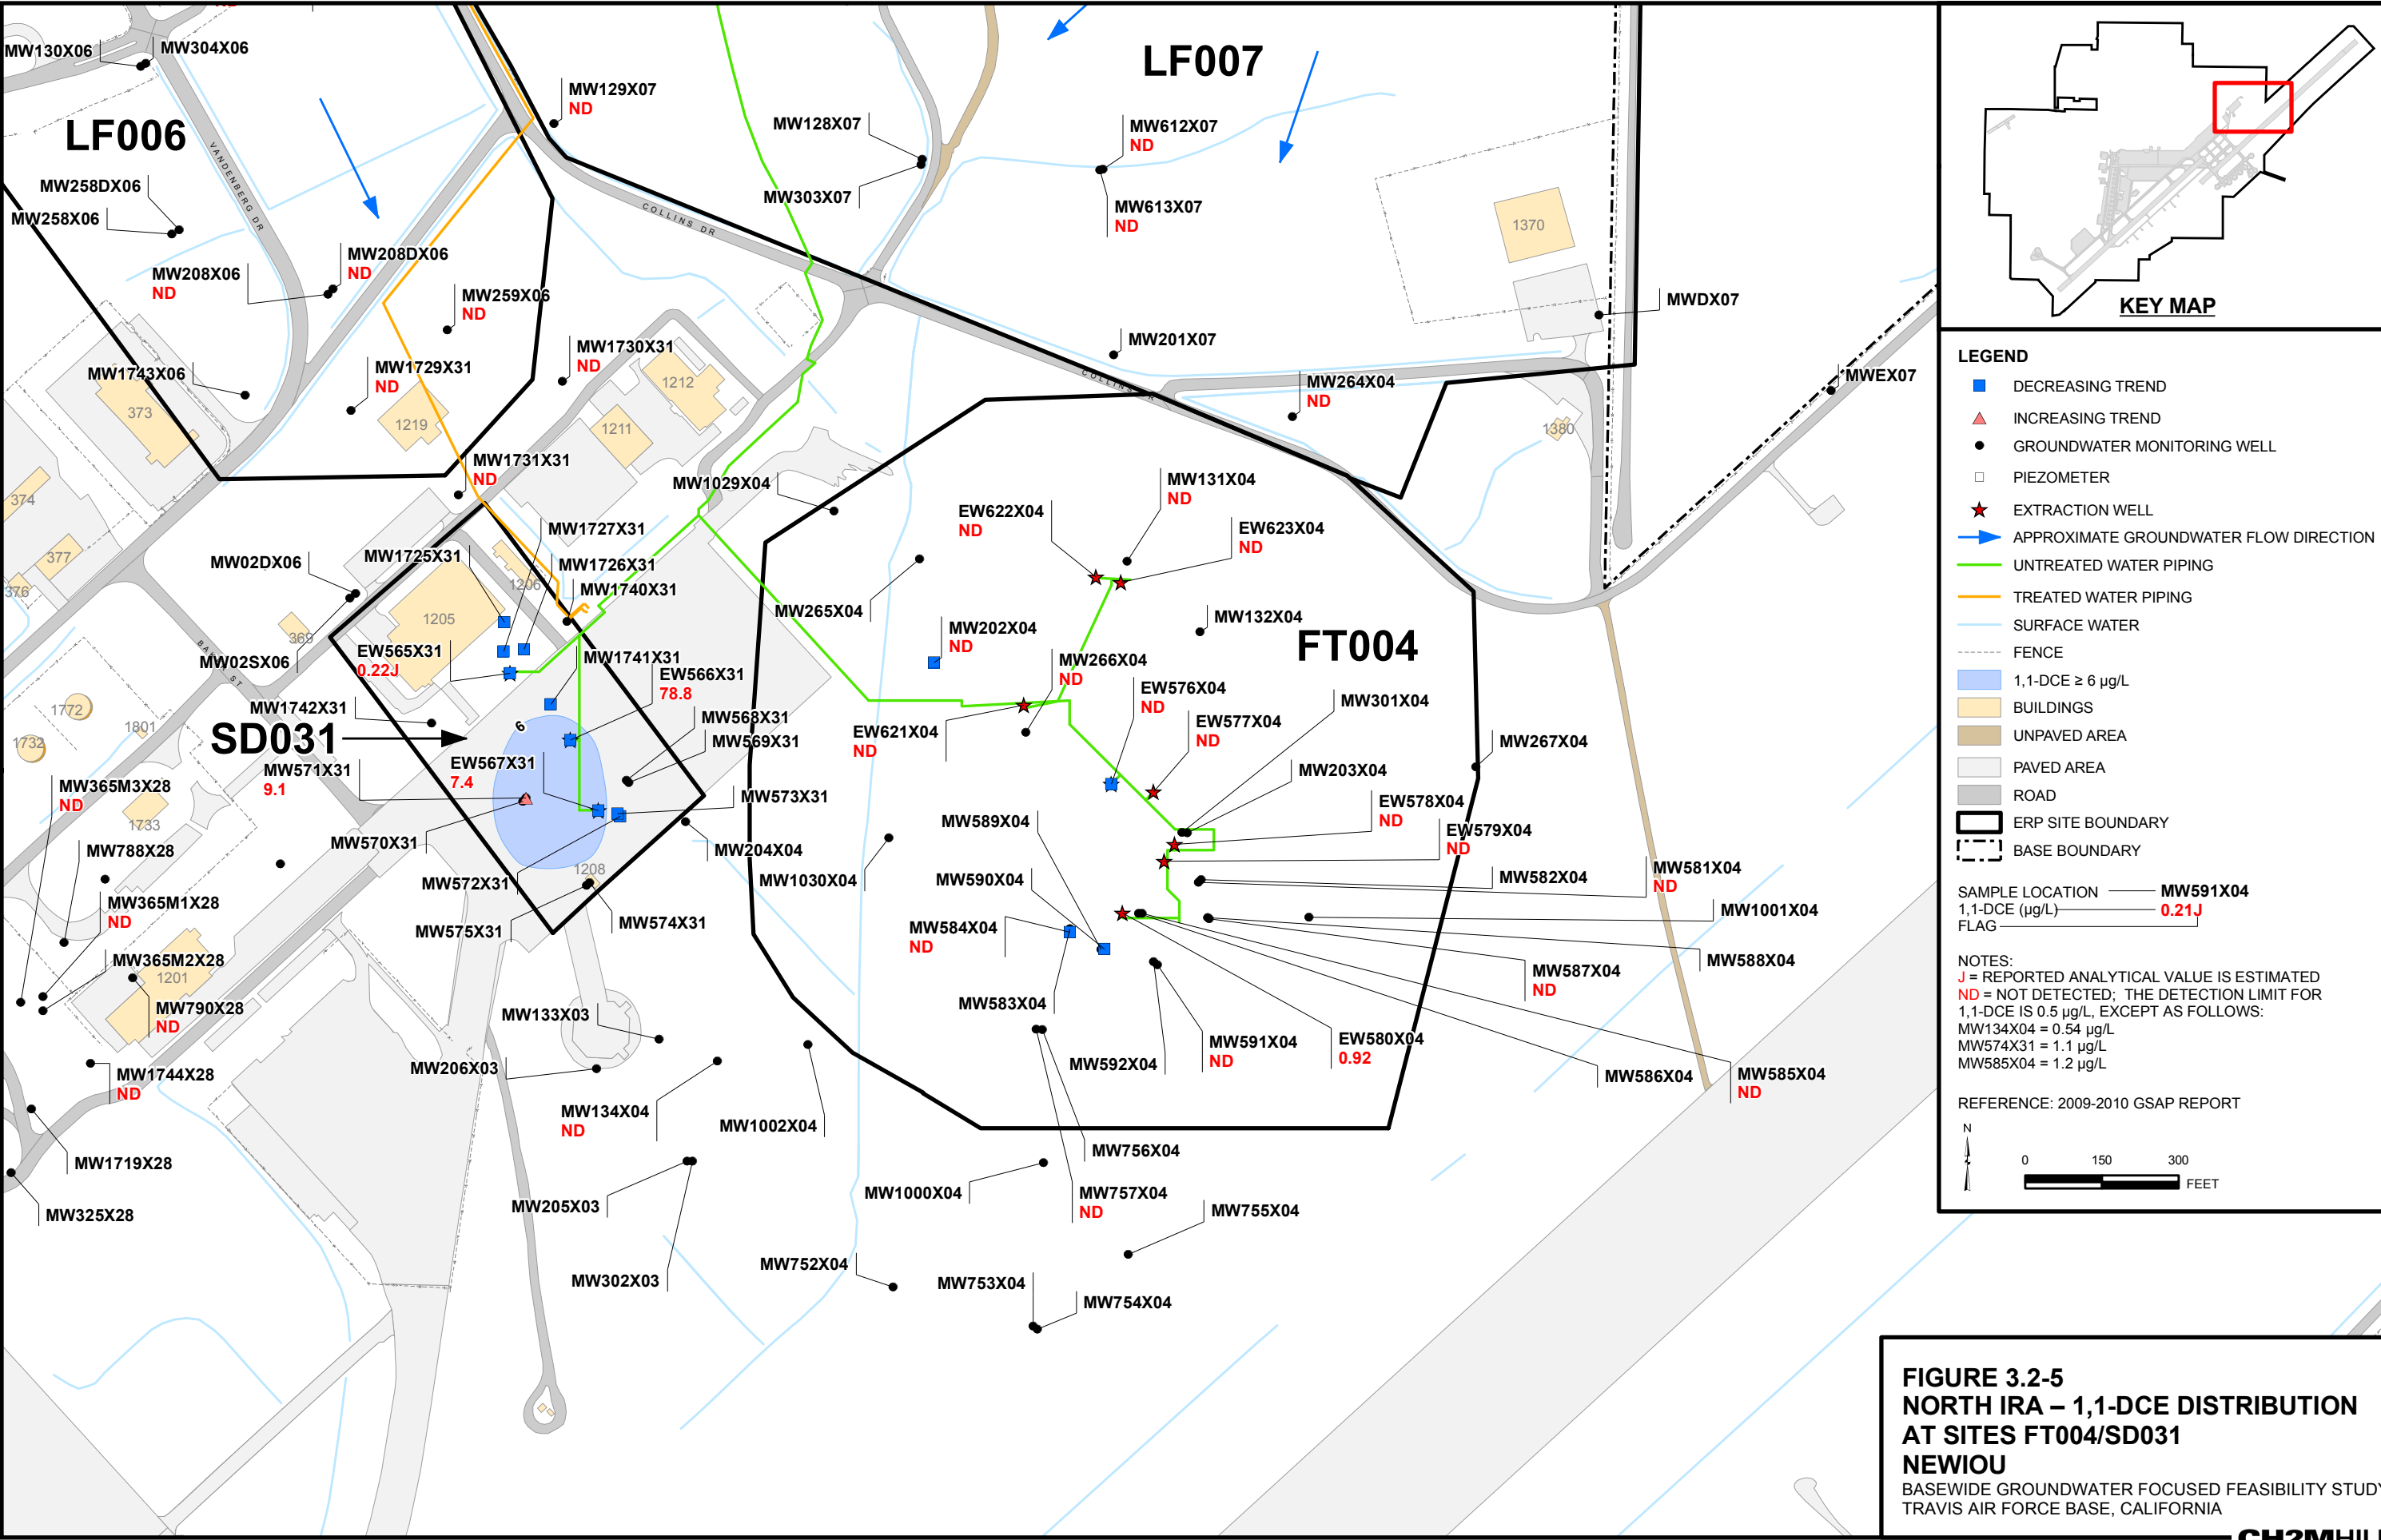 LF007
LF006
FT004
SD031
MW130X06
MW304X06
MW129X07
ND
MW128X07
MW303X07
MW612X07
ND
MW613X07
ND
MW258DX06
MW258X06
VANDENBERG DR
COLLINS DR
MW208DX06
ND
MW208X06
ND
MW259X06
ND
1370
MWDX07
MW201X07
MWEX07
MW1743X06
373
MW1729X31
ND
MW1730X31
ND
1212
1219
1211
MW264X04
ND
1380
MW1731X31
ND
MW1029X04
374
377
376
MW131X04
ND
EW622X04
ND
EW623X04
ND
MW1727X31
MW1725X31
MW1726X31
MW1740X31
MW02DX06
1205
1206
369
MW02SX06
EW565X31
0.22J
MW265X04
MW132X04
MW202X04
ND
MW1741X31
EW566X31
78.8
MW266X04
ND
EW576X04
ND
MW301X04
1772
1801
1732
MW1742X31
6
MW568X31
MW569X31
EW621X04
ND
EW577X04
ND
MW267X04
MW571X31
9.1
EW567X31
7.4
MW203X04
MW365M3X28
ND
1733
MW573X31
EW578X04
ND
MW570X31
MW589X04
EW579X04
ND
MW788X28
MW204X04
1208
MW1030X04
MW572X31
MW590X04
MW582X04
MW581X04
ND
MW365M1X28
ND
MW575X31
MW574X31
MW584X04
ND
MW1001X04
MW365M2X28
1201
MW587X04
ND
MW588X04
MW790X28
ND
MW133X03
MW583X04
MW206X03
MW592X04
MW591X04
ND
EW580X04
0.92
MW586X04
MW585X04
ND
MW1744X28
ND
MW134X04
ND
MW1002X04
MW1719X28
MW756X04
MW325X28
MW205X03
MW1000X04
MW757X04
ND
MW755X04
MW302X03
MW752X04
MW753X04
MW754X04
KEY MAP
LEGEND
DECREASING TREND
INCREASING TREND
GROUNDWATER MONITORING WELL
PIEZOMETER
EXTRACTION WELL
APPROXIMATE GROUNDWATER FLOW DIRECTION
UNTREATED WATER PIPING
TREATED WATER PIPING
SURFACE WATER
FENCE
1,1-DCE ≥ 6 µg/L
BUILDINGS
UNPAVED AREA
PAVED AREA
ROAD
ERP SITE BOUNDARY
BASE BOUNDARY
SAMPLE LOCATION MW591X04
1,1-DCE (µg/L) 0.21J
FLAG
NOTES:
J = REPORTED ANALYTICAL VALUE IS ESTIMATED
ND = NOT DETECTED; THE DETECTION LIMIT FOR
1,1-DCE IS 0.5 µg/L, EXCEPT AS FOLLOWS:
MW134X04 = 0.54 µg/L
MW574X31 = 1.1 µg/L
MW585X04 = 1.2 µg/L
REFERENCE: 2009-2010 GSAP REPORT
N
0 150 300
FEET
FIGURE 3.2-5
NORTH IRA – 1,1-DCE DISTRIBUTION
AT SITES FT004/SD031
NEWIOU
BASEWIDE GROUNDWATER FOCUSED FEASIBILITY STUDY
TRAVIS AIR FORCE BASE, CALIFORNIA